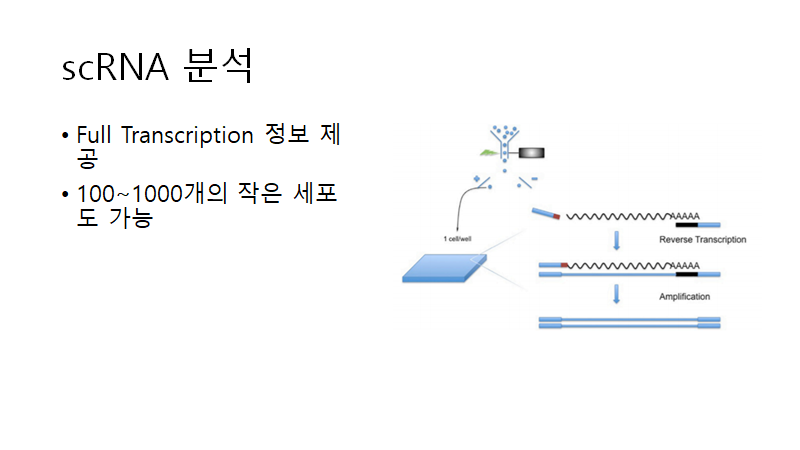 scRNA 분석
• Full Transcription 정보 제
공
• 100~1000개의 작은 세포
도 가능
1 cell/well
AAAAA
Reverse Transcription
AAAAA
Amplification